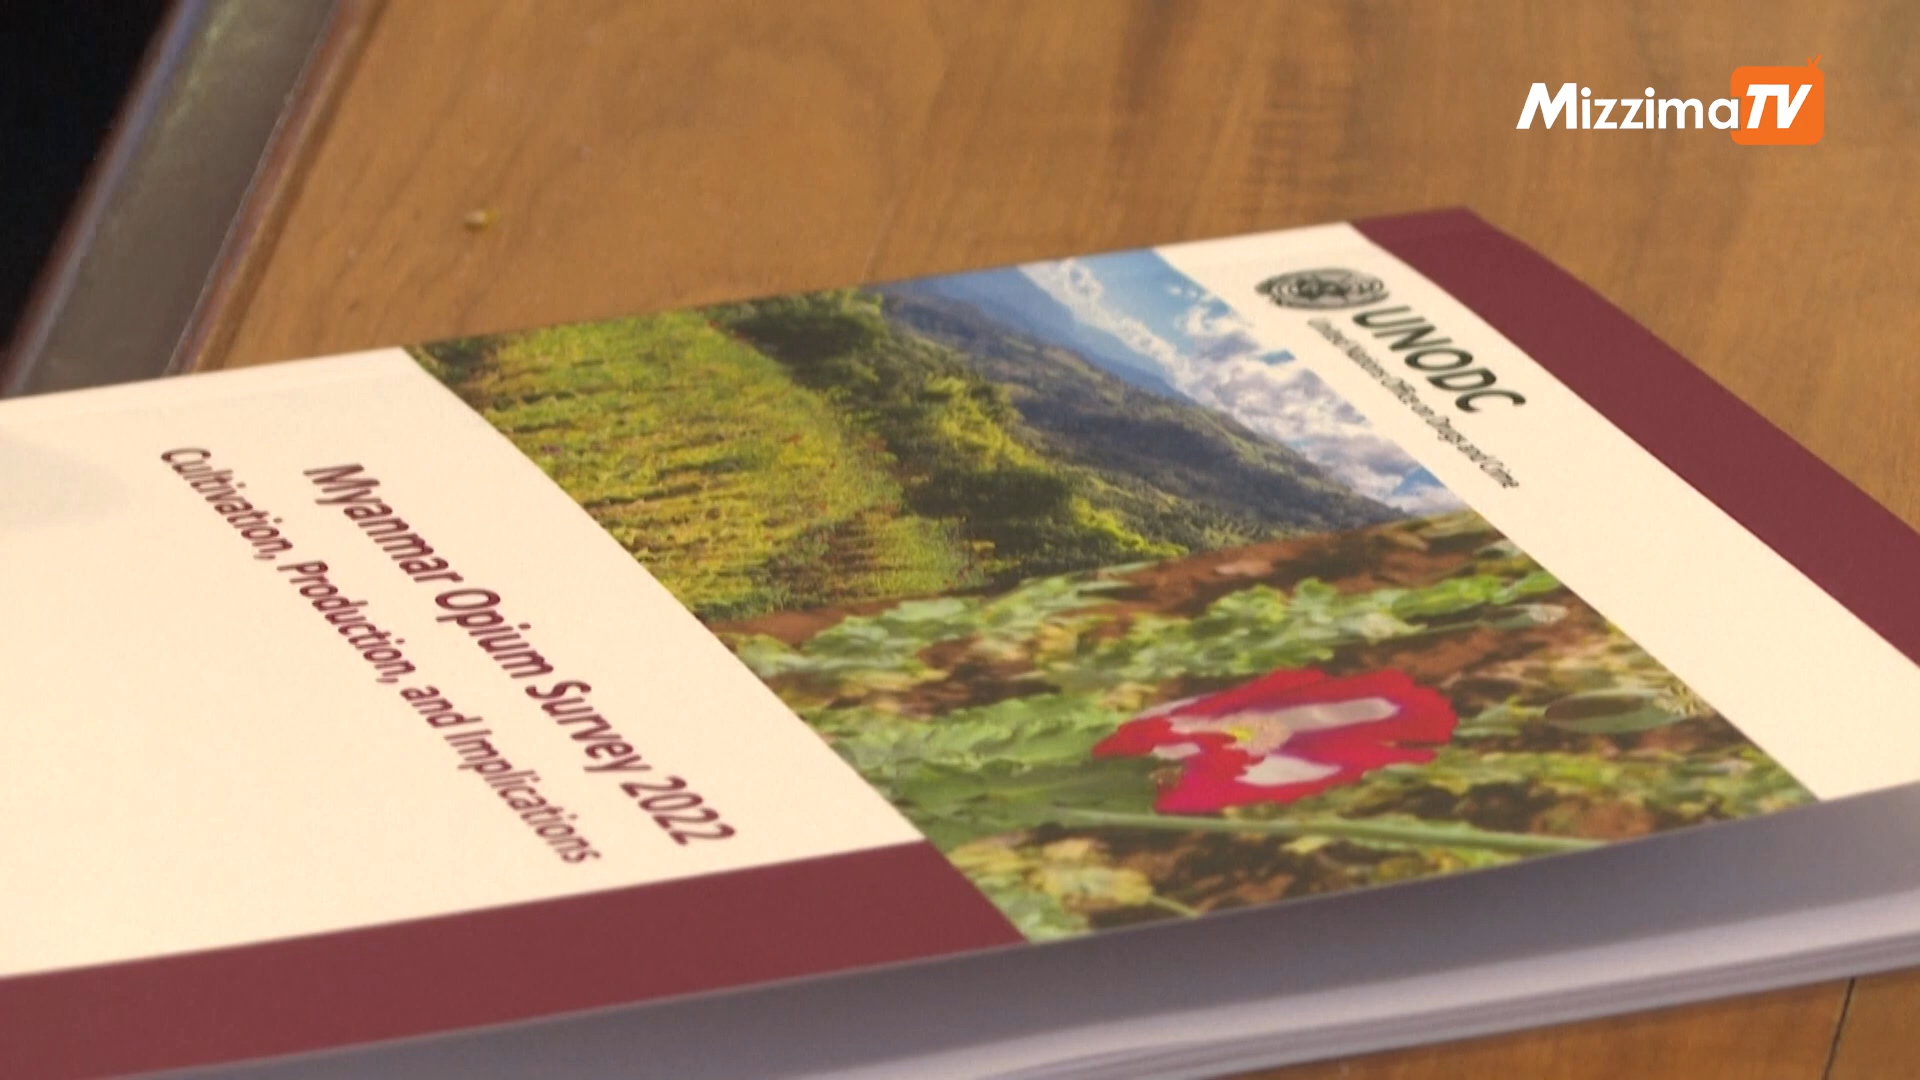 MizzimaTV
UNODC
United Nations Office on Drugs and Crime
Myanmar Opium Survey 2022
Cultivation, Production, and Implications